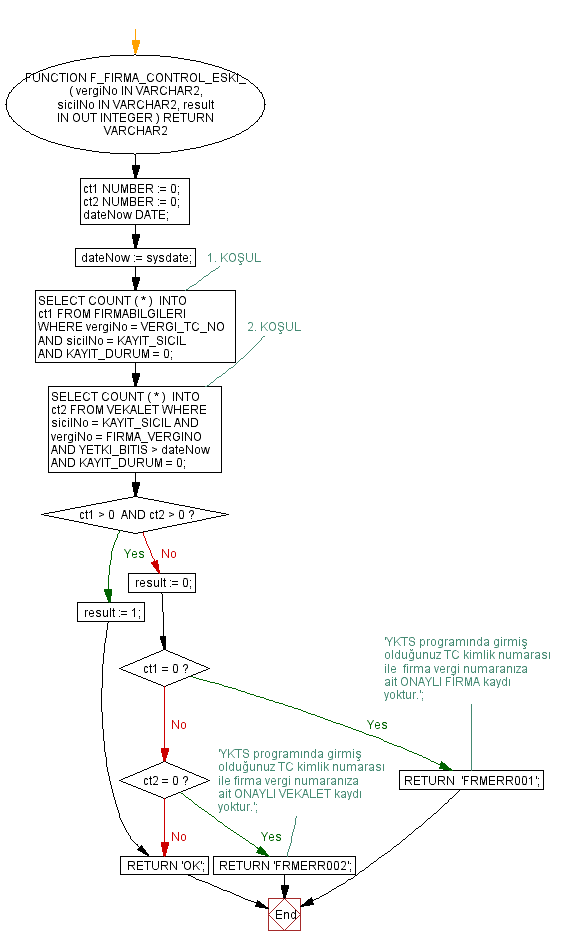 FUNCTION F_FIRMA_CONTROL_ESKI_
( vergiNo IN VARCHAR2,
sicilNo IN VARCHAR2, result
IN OUT INTEGER ) RETURN
VARCHAR2
ct1 NUMBER := 0;
ct2 NUMBER := 0;
dateNow DATE;
dateNow := sysdate;
1. KOŞUL
SELECT COUNT ( * )  INTO
ct1 FROM FIRMABILGILERI
WHERE vergiNo = VERGI_TC_NO
AND sicilNo = KAYIT_SICIL
AND KAYIT_DURUM = 0;
2. KOŞUL
SELECT COUNT ( * )  INTO
ct2 FROM VEKALET WHERE
sicilNo = KAYIT_SICIL AND
vergiNo = FIRMA_VERGINO
AND YETKI_BITIS > dateNow
AND KAYIT_DURUM = 0;
ct1 > 0  AND ct2 > 0 ?
Yes
No
result := 0;
result := 1;
ct1 = 0 ?
'YKTS programında girmiş
olduğunuz TC kimlik numarası
ile  firma vergi numaranıza
ait ONAYLI FİRMA kaydı
yoktur.';
No
Yes
'YKTS programında girmiş
olduğunuz TC kimlik numarası
ile firma vergi numaranıza
ait ONAYLI VEKALET kaydı
yoktur.';
ct2 = 0 ?
RETURN  'FRMERR001';
No
Yes
RETURN 'OK';
RETURN 'FRMERR002';
End